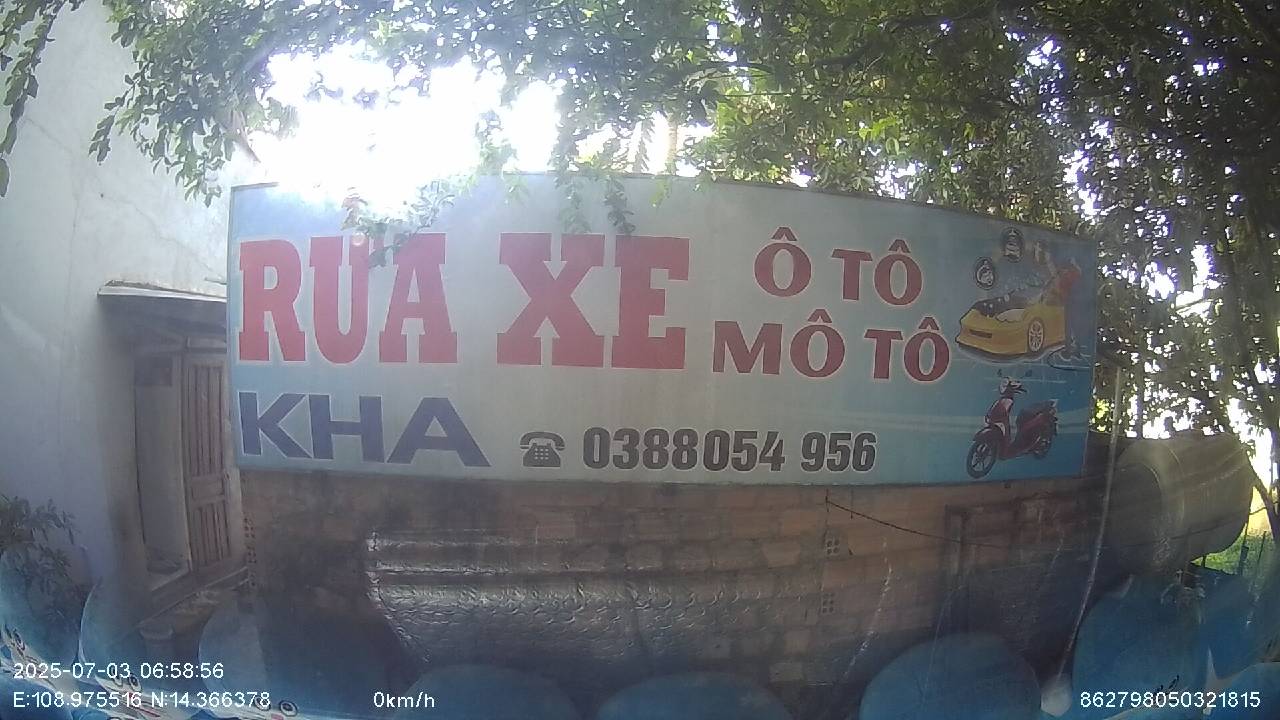 RỬA XE
Ô TÔ
MÔ TÔ
KHA
0388054 956
2025-07-03 06:58:56
E:108.975516 N:14.366378
0km/h
862798050321815